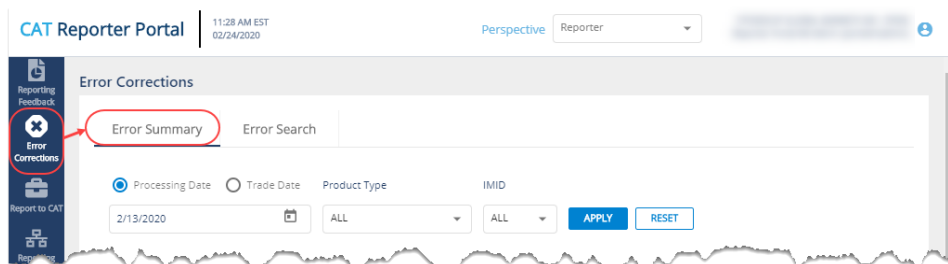 CAT Reporter Portal
11:28 AM EST
02/24/2020
Perspective
Reporter
Reporting
Feedback
Error
Corrections
Report to CAT
Reporting
Error Corrections
Error Summary Error Search
Processing Date Trade Date Product Type IMID
2/13/2020 ALL ALL APPLY RESET